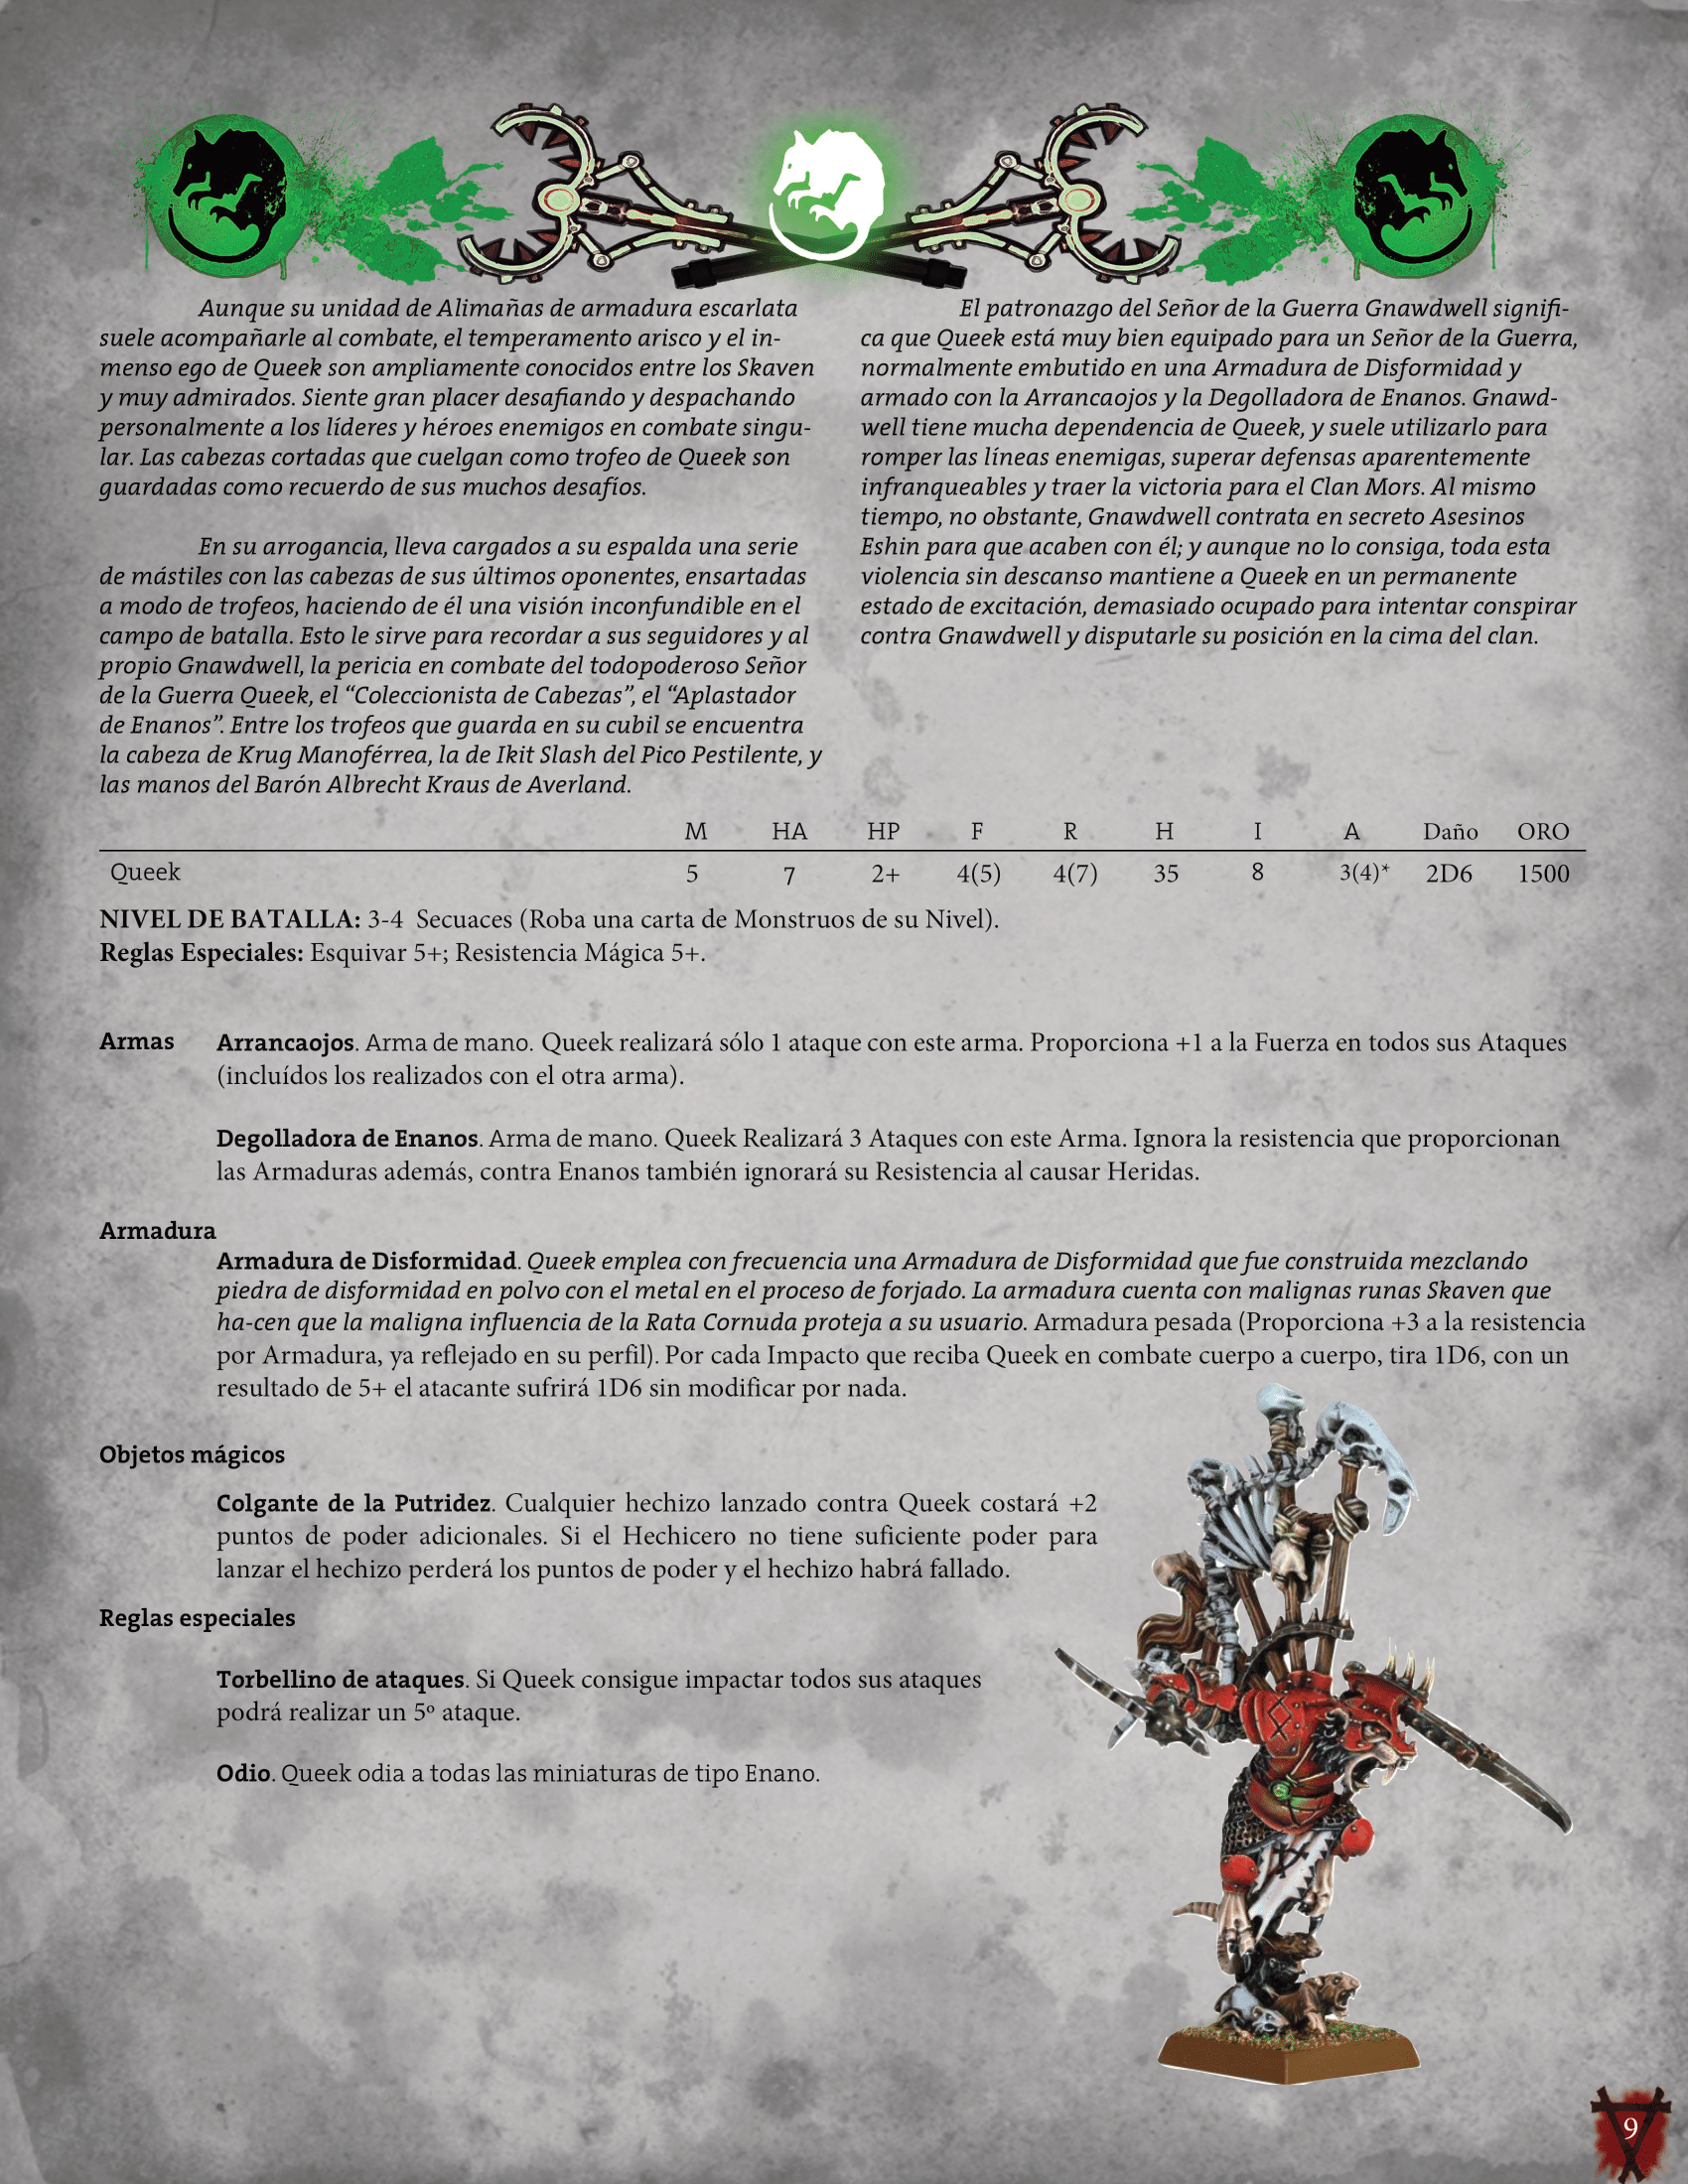 Aunque su unidad de Alimañas de armadura escarlata
suele acompañarle al combate, el temperamento arisco y el in-
menso ego de Queek son ampliamente conocidos entre los Skaven
y muy admirados. Siente gran placer desafiando y despachando
personalmente a los líderes y héroes enemigos en combate singu-
lar. Las cabezas cortadas que cuelgan como trofeo de Queek son
guardadas como recuerdo de sus muchos desafíos.
En su arrogancia, lleva cargados a su espalda una serie
de mástiles con las cabezas de sus últimos oponentes, ensartadas
a modo de trofeos, haciendo de él una visión inconfundible en el
campo de batalla. Esto le sirve para recordar a sus seguidores y al
propio Gnawdwell, la pericia en combate del todopoderoso Señor
de la Guerra Queek, el “Coleccionista de Cabezas”, el “Aplastador
de Enanos”. Entre los trofeos que guarda en su cubil se encuentra
la cabeza de Krug Manoférrea, la de Ikit Slash del Pico Pestilente, y
las manos del Barón Albrecht Kraus de Averland.
El patronazgo del Señor de la Guerra Gnawdwell signifi-
ca que Queek está muy bien equipado para un Señor de la Guerra,
normalmente embutido en una Armadura de Disformidad y
armado con la Arrancaojos y la Degolladora de Enanos. Gnawd-
well tiene mucha dependencia de Queek, y suele utilizarlo para
romper las líneas enemigas, superar defensas aparentemente
infranqueables y traer la victoria para el Clan Mors. Al mismo
tiempo, no obstante, Gnawdwell contrata en secreto Asesinos
Eshin para que acaben con él; y aunque no lo consiga, toda esta
violencia sin descanso mantiene a Queek en un permanente
estado de excitación, demasiado ocupado para intentar conspirar
contra Gnawdwell y disputarle su posición en la cima del clan.
M HA HP F R H I A Daño ORO
Queek 5 7 2+ 4(5) 4(7) 35 8 3(4)* 2D6 1500
NIVEL DE BATALLA: 3-4 Secuaces (Roba una carta de Monstruos de su Nivel).
Reglas Especiales: Esquivar 5+; Resistencia Mágica 5+.
Armas Arrancaojos. Arma de mano. Queek realizará sólo 1 ataque con este arma. Proporciona +1 a la Fuerza en todos sus Ataques
(incluídos los realizados con el otra arma).
Degolladora de Enanos. Arma de mano. Queek Realizará 3 Ataques con este Arma. Ignora la resistencia que proporcionan
las Armaduras además, contra Enanos también ignorará su Resistencia al causar Heridas.
Armadura
Armadura de Disformidad. Queek emplea con frecuencia una Armadura de Disformidad que fue construida mezclando
piedra de disformidad en polvo con el metal en el proceso de forjado. La armadura cuenta con malignas runas Skaven que
ha-cen que la maligna influencia de la Rata Cornuda proteja a su usuario. Armadura pesada (Proporciona +3 a la resistencia
por Armadura, ya reflejado en su perfil). Por cada Impacto que reciba Queek en combate cuerpo a cuerpo, tira 1D6, con un
resultado de 5+ el atacante sufrirá 1D6 sin modificar por nada.
Objetos mágicos
Colgante de la Putridez. Cualquier hechizo lanzado contra Queek costará +2
puntos de poder adicionales. Si el Hechicero no tiene suficiente poder para
lanzar el hechizo perderá los puntos de poder y el hechizo habrá fallado.
Reglas especiales
Torbellino de ataques. Si Queek consigue impactar todos sus ataques
podrá realizar un 5º ataque.
Odio. Queek odia a todas las miniaturas de tipo Enano.
9